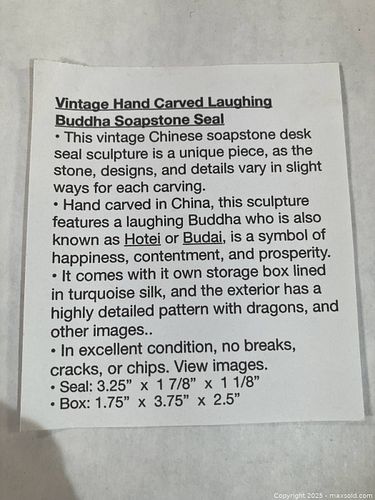 Vintage Hand Carved Laughing
Buddha Soapstone Seal
• This vintage Chinese soapstone desk
seal sculpture is a unique piece, as the
stone, designs, and details vary in slight
ways for each carving.
• Hand carved in China, this sculpture
features a laughing Buddha who is also
known as Hotei or Budai, is a symbol of
happiness, contentment, and prosperity.
• It comes with it own storage box lined
in turquoise silk, and the exterior has a
highly detailed pattern with dragons, and
other images..
• In excellent condition, no breaks,
cracks, or chips. View images.
• Seal: 3.25” x 1 7/8” x 1 1/8”
• Box: 1.75” x 3.75” x 2.5”
Copyright 2025 - maxsold.com